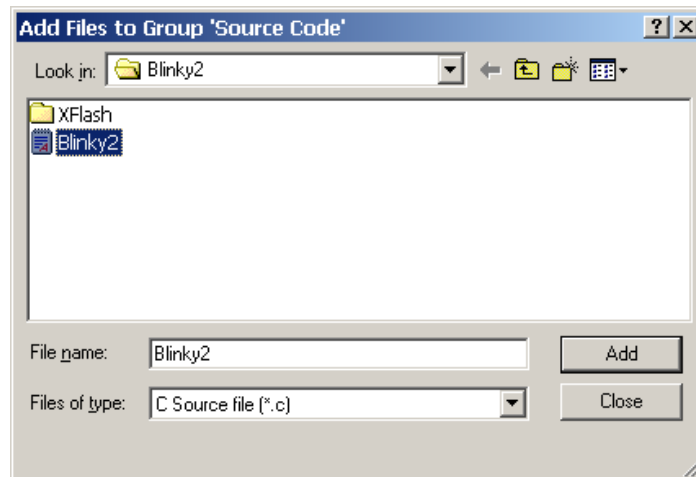 Add Files to Group 'Source Code'
Look in: Blinky2
XFlash
Blinky2
File name: Blinky2 Add
Files of type: C Source file (*.c) Close